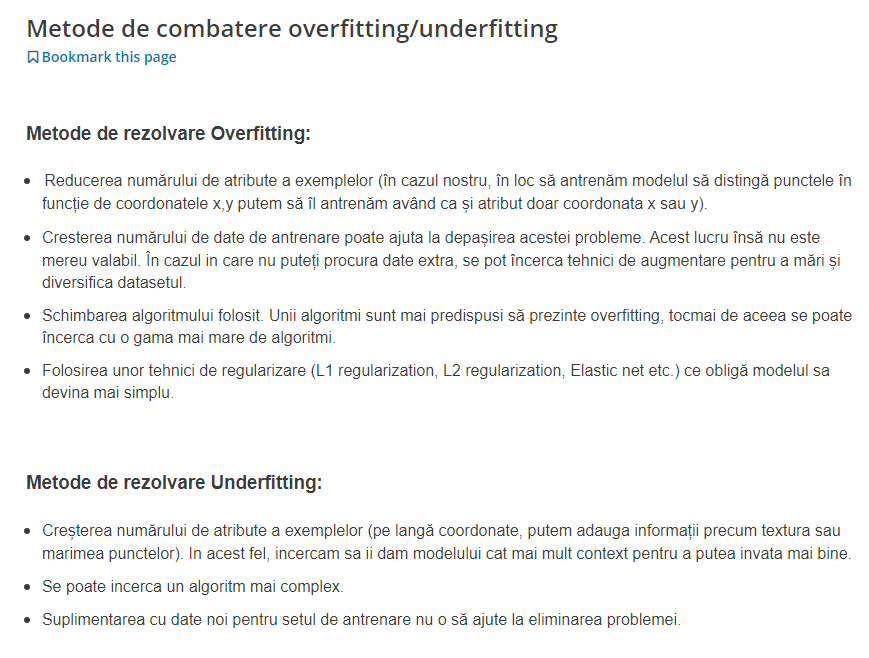 Metode de combatere overfitting/underfitting
Bookmark this page
Metode de rezolvare Overfitting:
• Reducerea numărului de atribute a exemplelor (în cazul nostru, în loc să antrenăm modelul să distingă punctele în
funcție de coordonatele x,y putem să îl antrenăm având ca și atribut doar coordonata x sau y).
• Cresterea numărului de date de antrenare poate ajuta la depașirea acestei probleme. Acest lucru însă nu este
mereu valabil. În cazul in care nu puteți procura date extra, se pot încerca tehnici de augmentare pentru a mări și
diversifica datasetul.
• Schimbarea algoritmului folosit. Unii algoritmi sunt mai predispusi să prezinte overfitting, tocmai de aceea se poate
încerca cu o gama mai mare de algoritmi.
• Folosirea unor tehnici de regularizare (L1 regularization, L2 regularization, Elastic net etc.) ce obligă modelul sa
devina mai simplu.
Metode de rezolvare Underfitting:
• Creșterea numărului de atribute a exemplelor (pe langă coordonate, putem adauga informații precum textura sau
marimea punctelor). In acest fel, incercam sa ii dam modelului cat mai mult context pentru a putea invata mai bine.
• Se poate incerca un algoritm mai complex.
• Suplimentarea cu date noi pentru setul de antrenare nu o să ajute la eliminarea problemei.